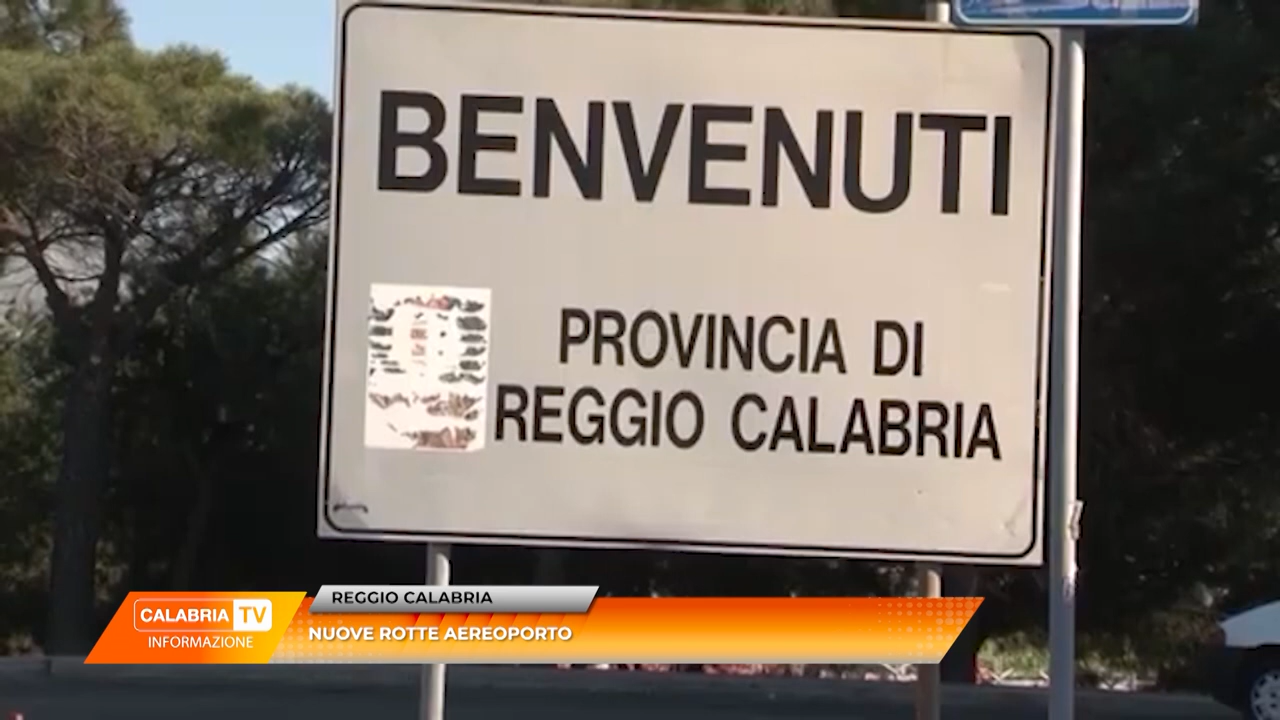 BENVENUTI
PROVINCIA DI
REGGIO CALABRIA
REGGIO CALABRIA
CALABRIA TV
INFORMAZIONE
NUOVE ROTTE AEREOPORTO